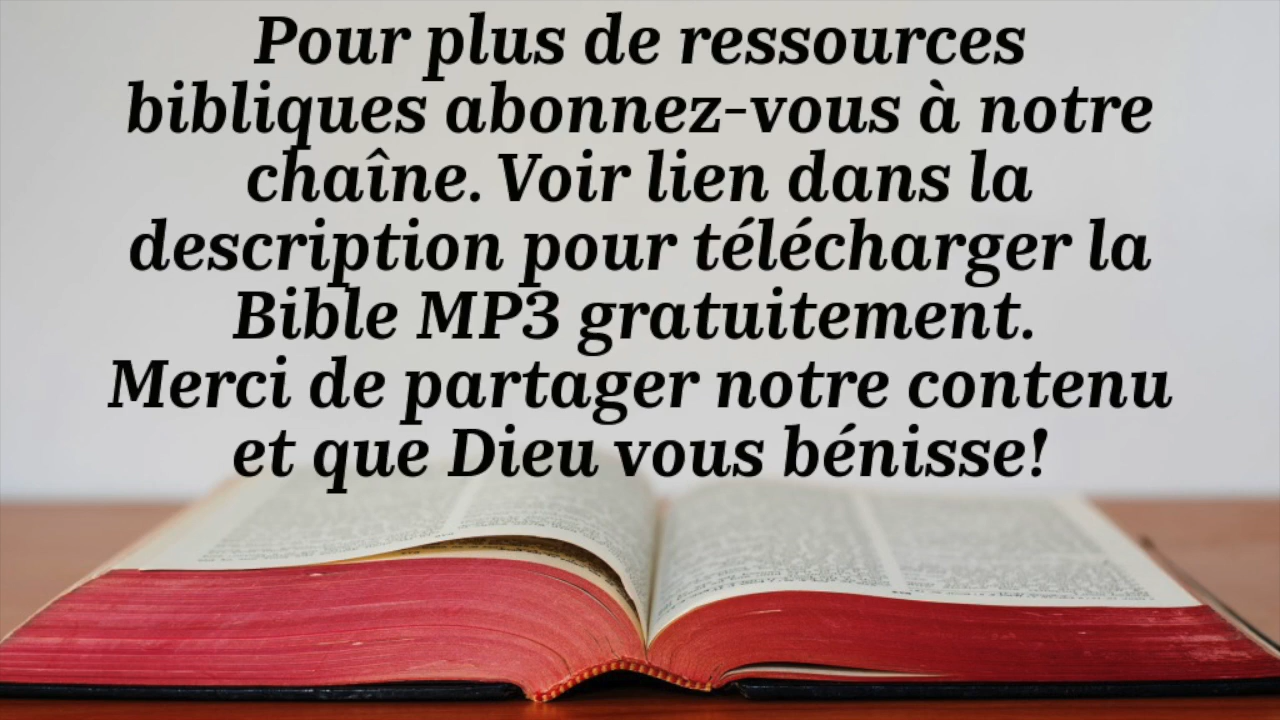 Pour plus de ressources
bibliques abonnez-vous à notre
chaîne. Voir lien dans la
description pour télécharger la
Bible MP3 gratuitement.
Merci de partager notre contenu
et que Dieu vous bénisse!